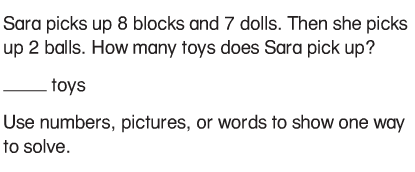 Sara picks up 8 blocks and 7 dolls. Then she picks
up 2 balls. How many toys does Sara pick up?
_____ toys
Use numbers, pictures, or words to show one way
to solve.